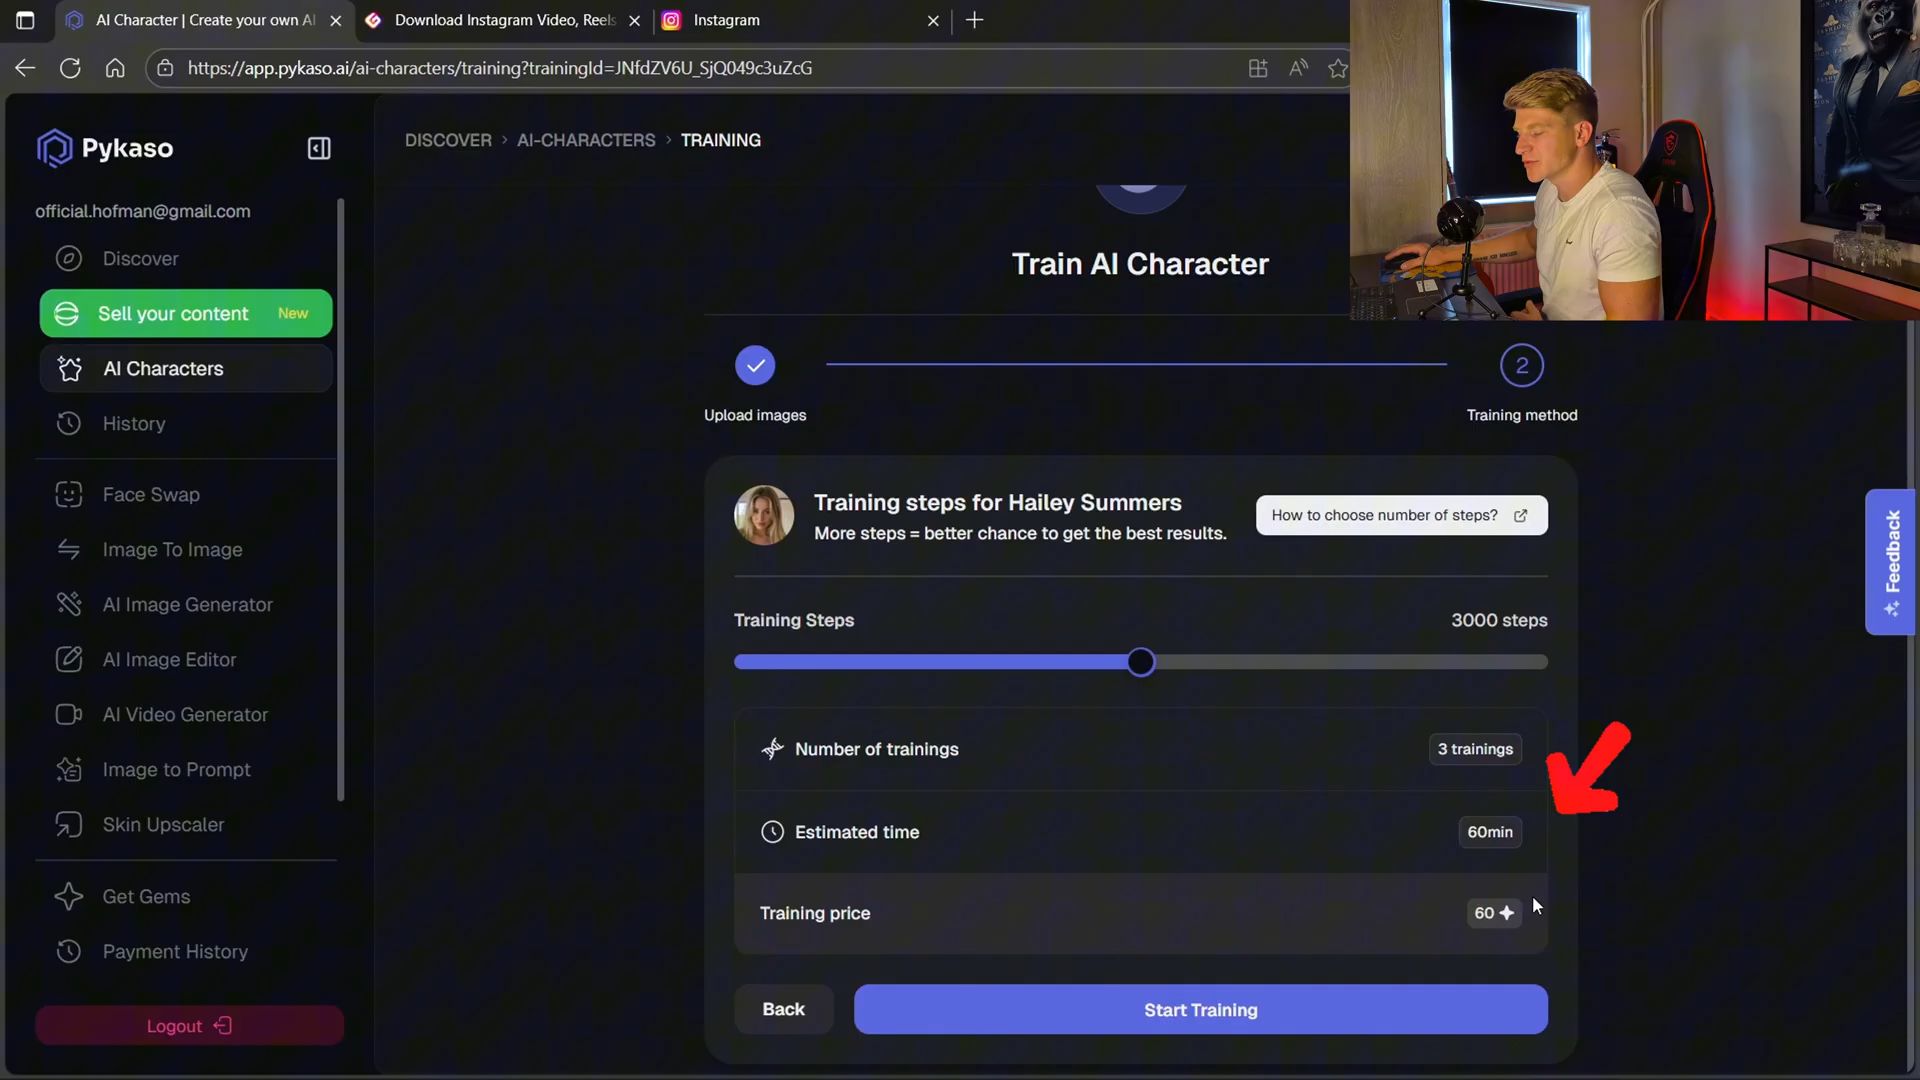 AI Character | Create your own AI
Download Instagram Video, Reels
Instagram
https://app.pykaso.ai/ai-characters/training?trainingId=JNfdZV6U_SjQ049c3uZcG
Pykaso
official.hofman@gmail.com
Discover
Sell your content New
AI Characters
History
Face Swap
Image To Image
AI Image Generator
AI Image Editor
AI Video Generator
Image to Prompt
Skin Upscaler
Get Gems
Payment History
Logout
DISCOVER > AI-CHARACTERS > TRAINING
Train AI Character
2
Upload images
Training method
Training steps for Hailey Summers
More steps = better chance to get the best results.
How to choose number of steps?
Training Steps
3000 steps
Number of trainings
3 trainings
Estimated time
60min
Training price
60
Back
Start Training
Feedback